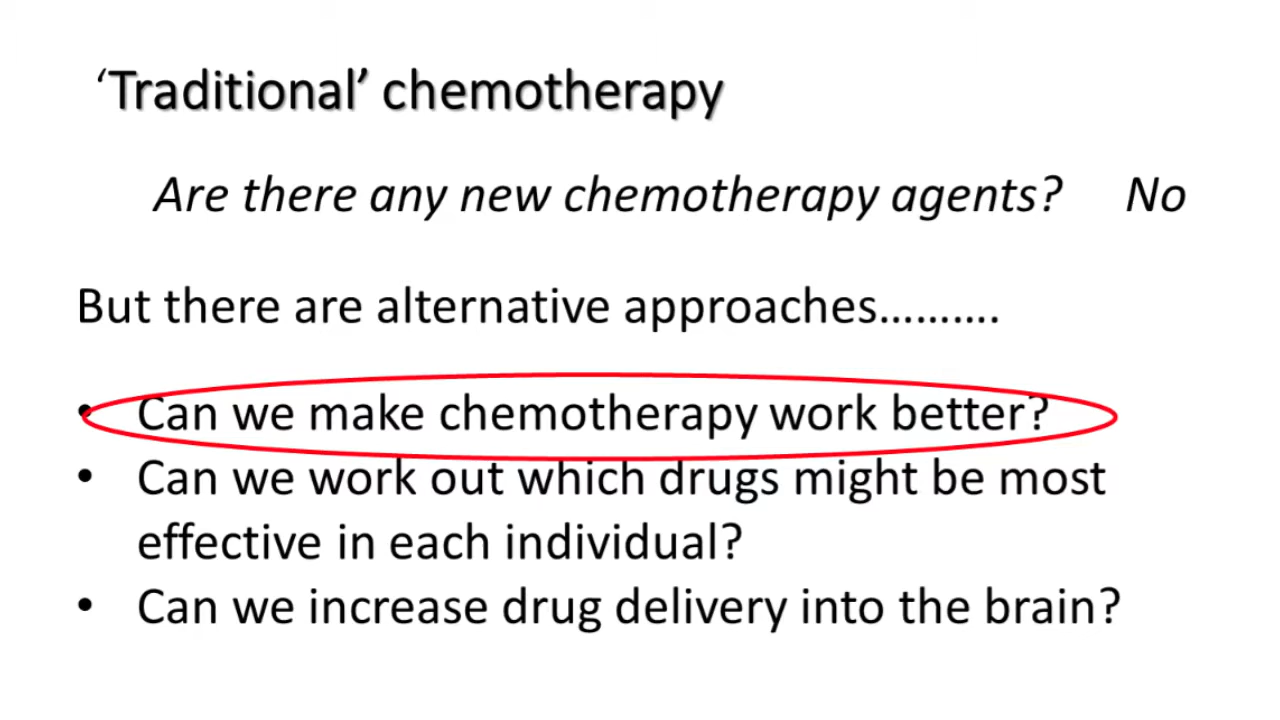 ‘Traditional’ chemotherapy
Are there any new chemotherapy agents? No
But there are alternative approaches……….
• Can we make chemotherapy work better?
• Can we work out which drugs might be most
effective in each individual?
• Can we increase drug delivery into the brain?